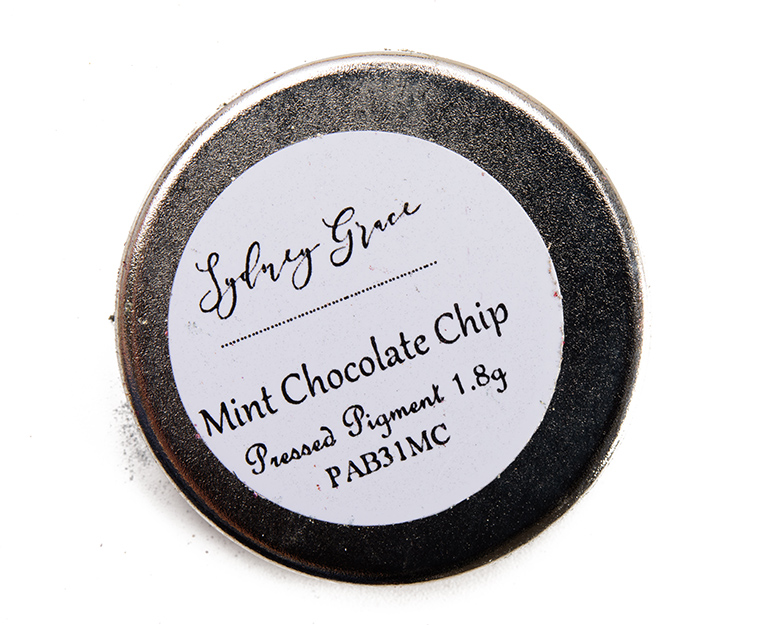 Sydney Grace
Mint Chocolate Chip
Pressed Pigment 1.8g
PAB31MC